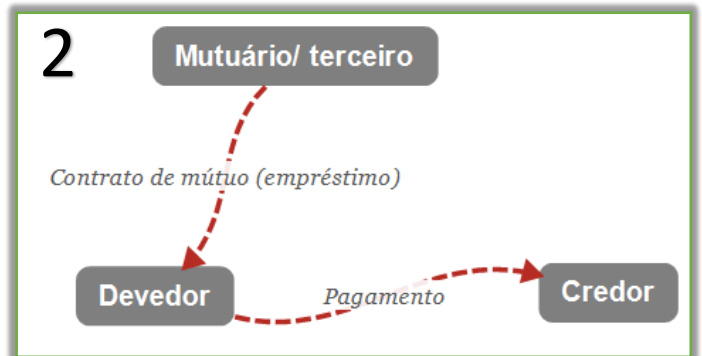 2
Mutuário/ terceiro
Contrato de mútuo (empréstimo)
Devedor
Pagamento
Credor